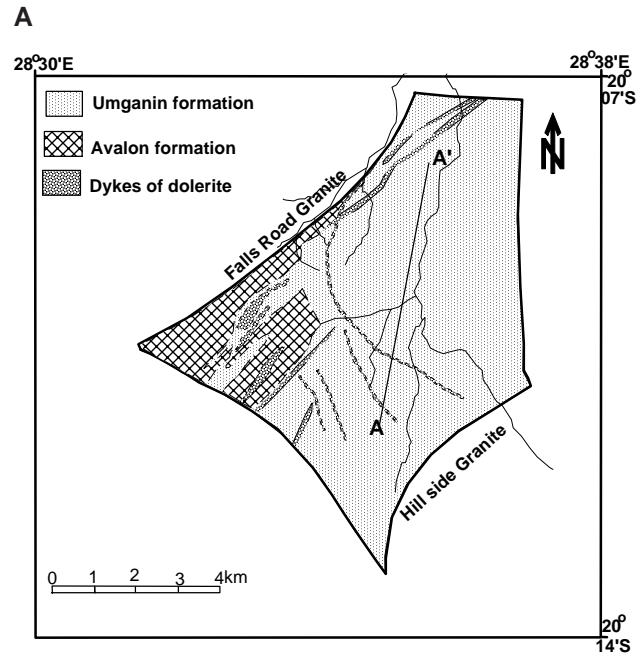 A
28°30'E
28°38'E
20°
07'S
Umganin formation
Avalon formation
Dykes of dolerite
N
A'
Falls Road Granite
A
Hill side Granite
0 1 2 3 4km
20°
14'S